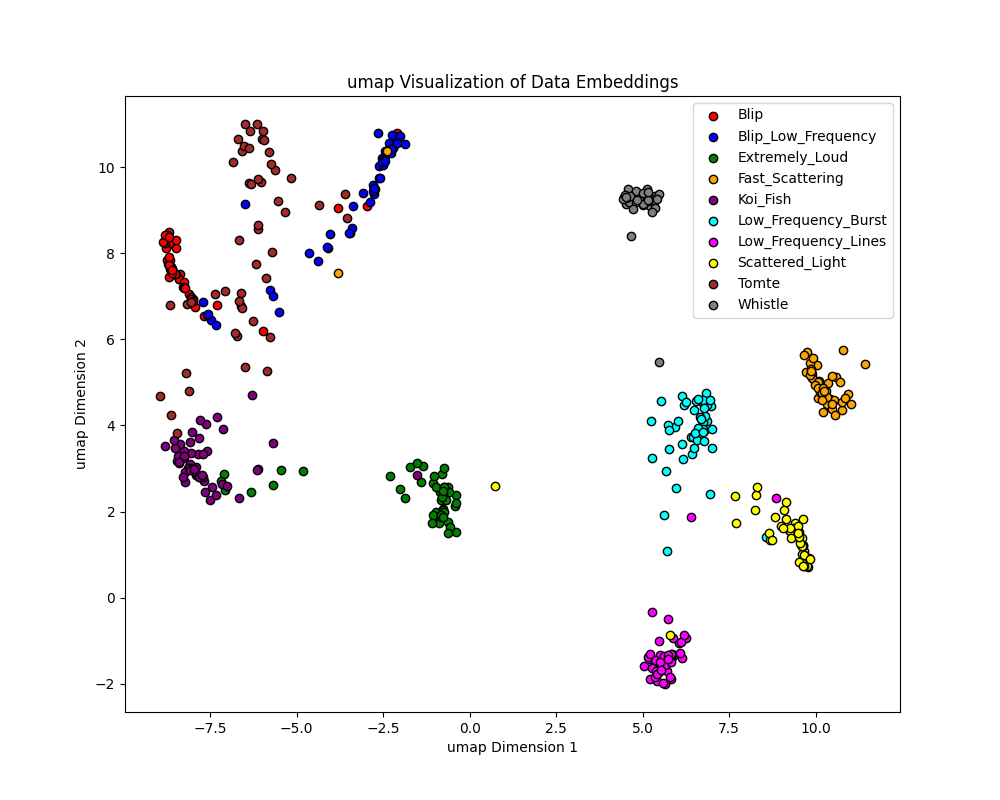 umap Visualization of Data Embeddings
Blip
Blip_Low_Frequency
Extremely_Loud
Fast_Scattering
Koi_Fish
Low_Frequency_Burst
Low_Frequency_Lines
Scattered_Light
Tomte
Whistle
10
8
6
4
2
0
−2
umap Dimension 2
−7.5
−5.0
−2.5
0.0
2.5
5.0
7.5
10.0
umap Dimension 1